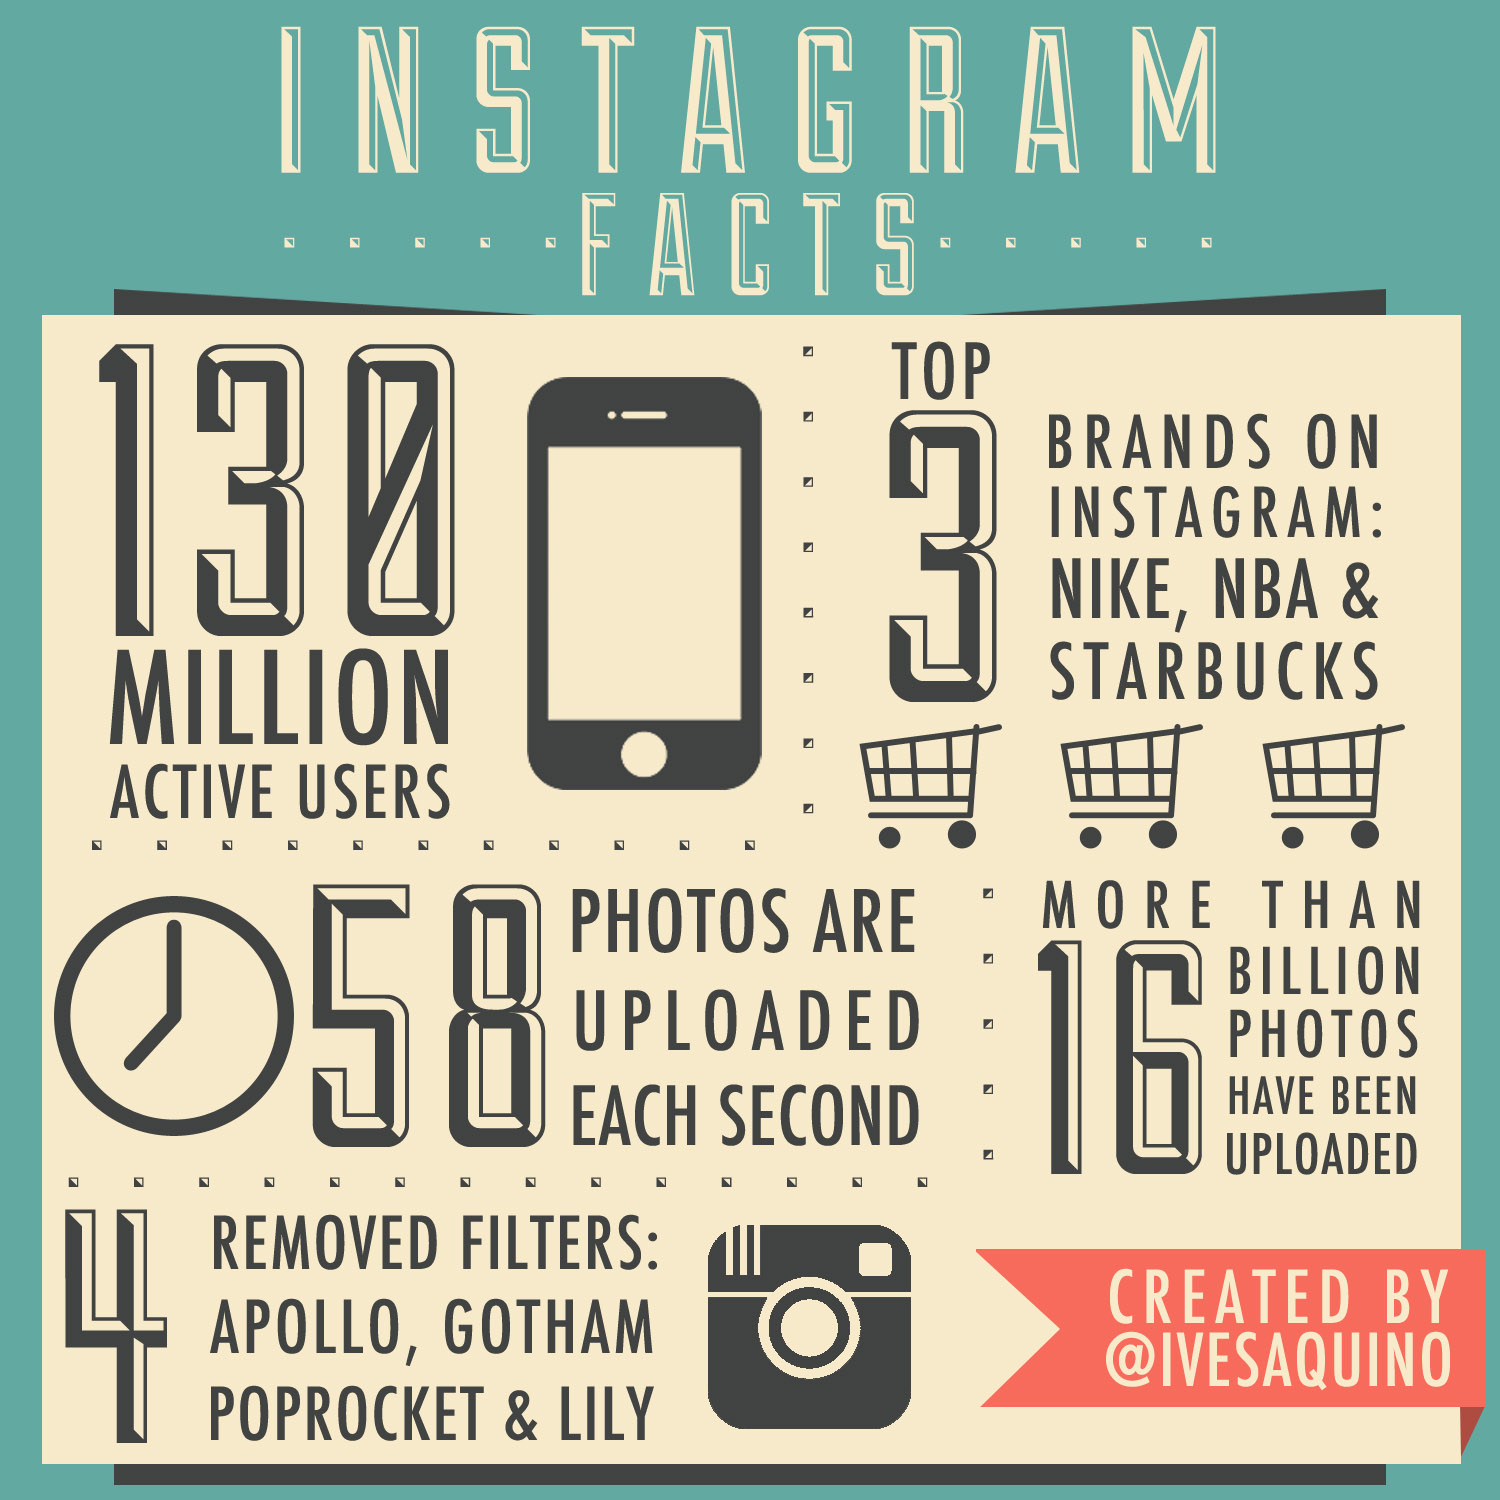 INSTAGRAM
FACTS
130
MILLION
ACTIVE USERS
TOP
3
BRANDS ON
INSTAGRAM:
NIKE, NBA &
STARBUCKS
58
PHOTOS ARE
UPLOADED
EACH SECOND
MORE THAN
16
BILLION
PHOTOS
HAVE BEEN
UPLOADED
4
REMOVED FILTERS:
APOLLO, GOTHAM
POPROCKET & LILY
CREATED BY
@IVESAQUINO